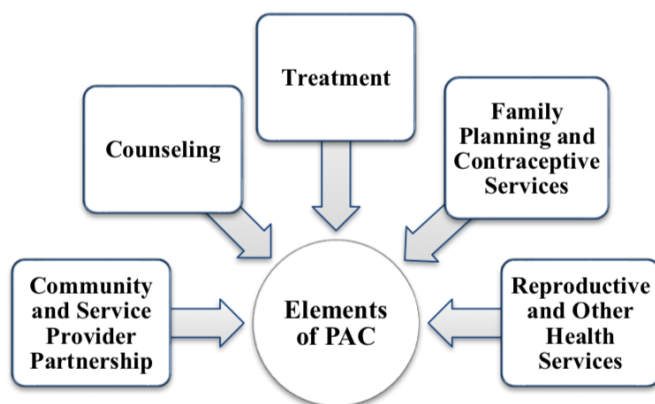 Treatment
Counseling
Family
Planning and
Contraceptive
Services
Community
and Service
Provider
Partnership
Elements
of PAC
Reproductive
and Other
Health
Services